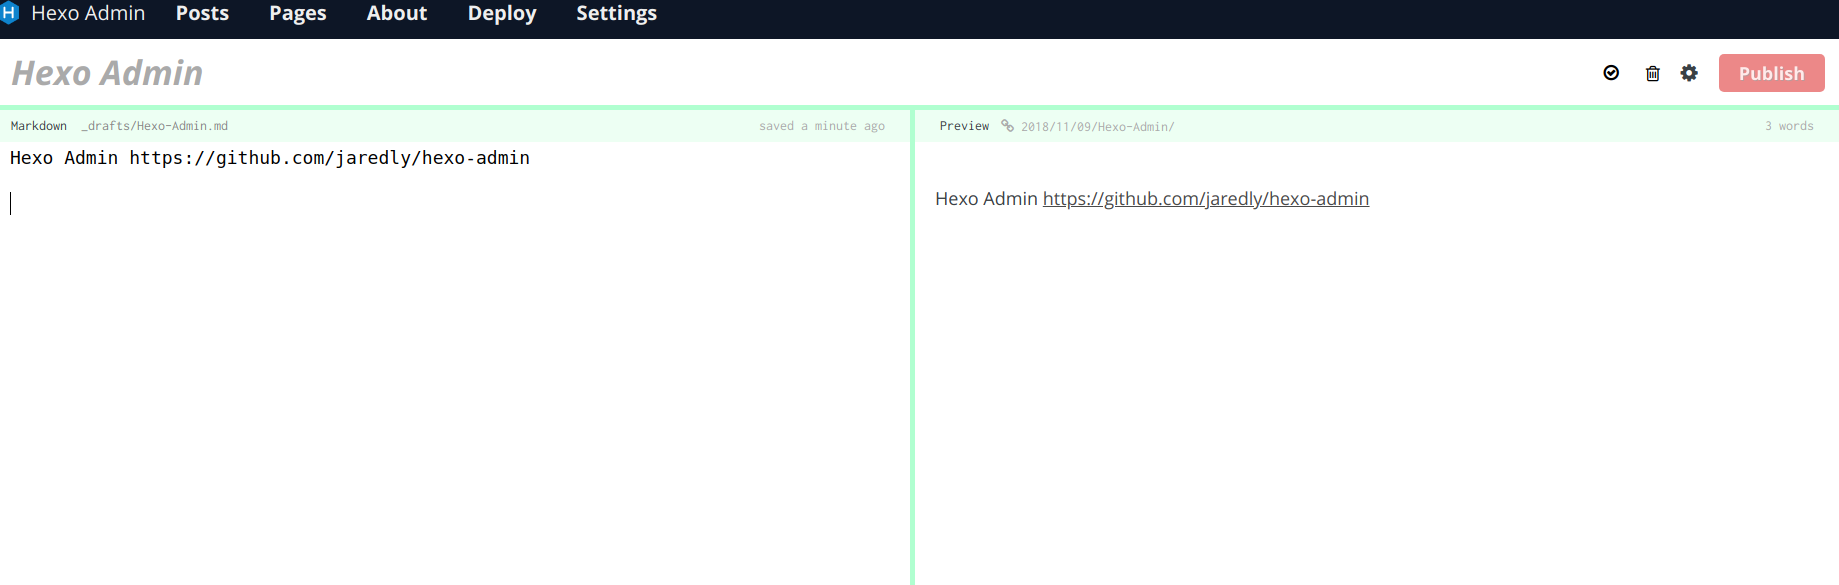 Hexo Admin Posts Pages About Deploy Settings
Hexo Admin Publish
Markdown _drafts/Hexo-Admin.md saved a minute ago
Preview 2018/11/09/Hexo-Admin/ 3 words
Hexo Admin https://github.com/jaredly/hexo-admin
Hexo Admin https://github.com/jaredly/hexo-admin